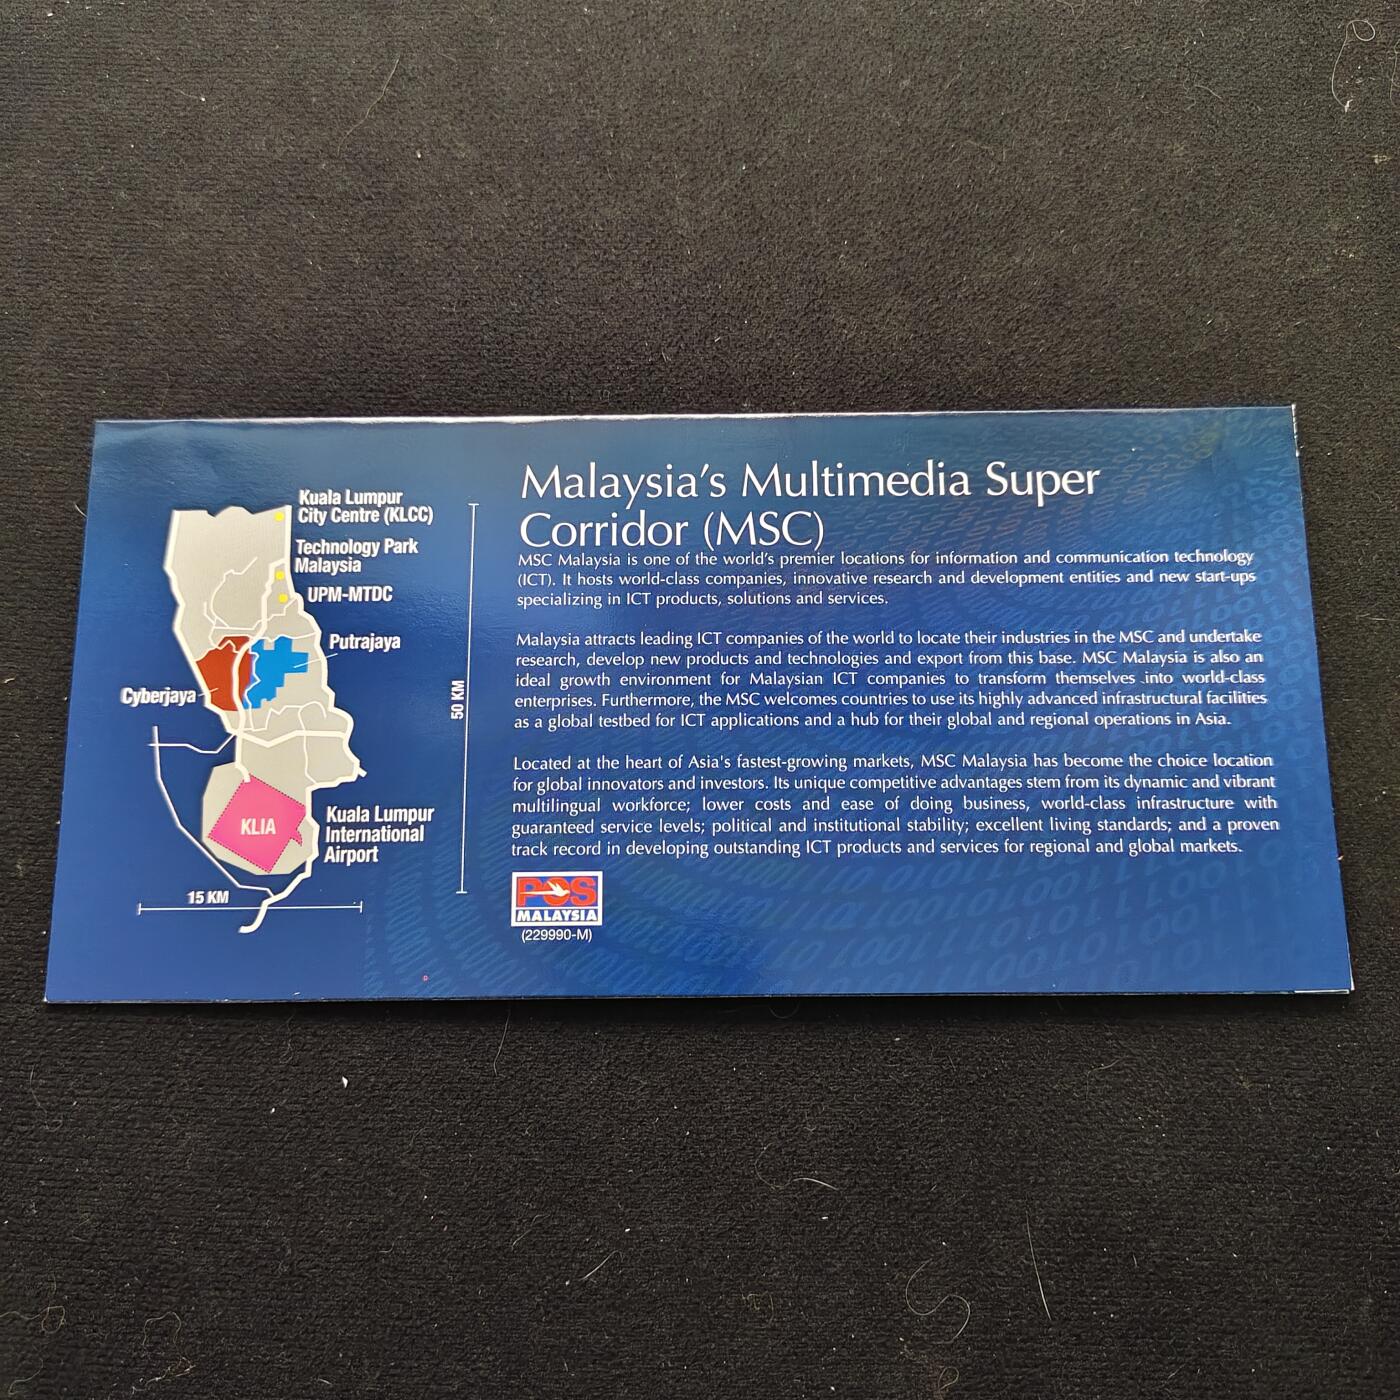 Kuala Lumpur
City Centre (KLCC)
Technology Park
Malaysia
UPM-MTDC
Putrajaya
Cyberjaya
50 KM
KLIA
Kuala Lumpur
International
Airport
15 KM
Malaysia's Multimedia Super
Corridor (MSC)
MSC Malaysia is one of the world's premier locations for information and communication technology
(ICT). It hosts world-class companies, innovative research and development entities and new start-ups
specializing in ICT products, solutions and services.
Malaysia attracts leading ICT companies of the world to locate their industries in the MSC and undertake
research, develop new products and technologies and export from this base. MSC Malaysia is also an
ideal growth environment for Malaysian ICT companies to transform themselves into world-class
enterprises. Furthermore, the MSC welcomes countries to use its highly advanced infrastructural facilities
as a global testbed for ICT applications and a hub for their global and regional operations in Asia.
Located at the heart of Asia's fastest-growing markets, MSC Malaysia has become the choice location
for global innovators and investors. Its unique competitive advantages stem from its dynamic and vibrant
multilingual workforce; lower costs and ease of doing business, world-class infrastructure with
guaranteed service levels; political and institutional stability; excellent living standards; and a proven
track record in developing outstanding ICT products and services for regional and global markets.
POS
MALAYSIA
(229990-M)